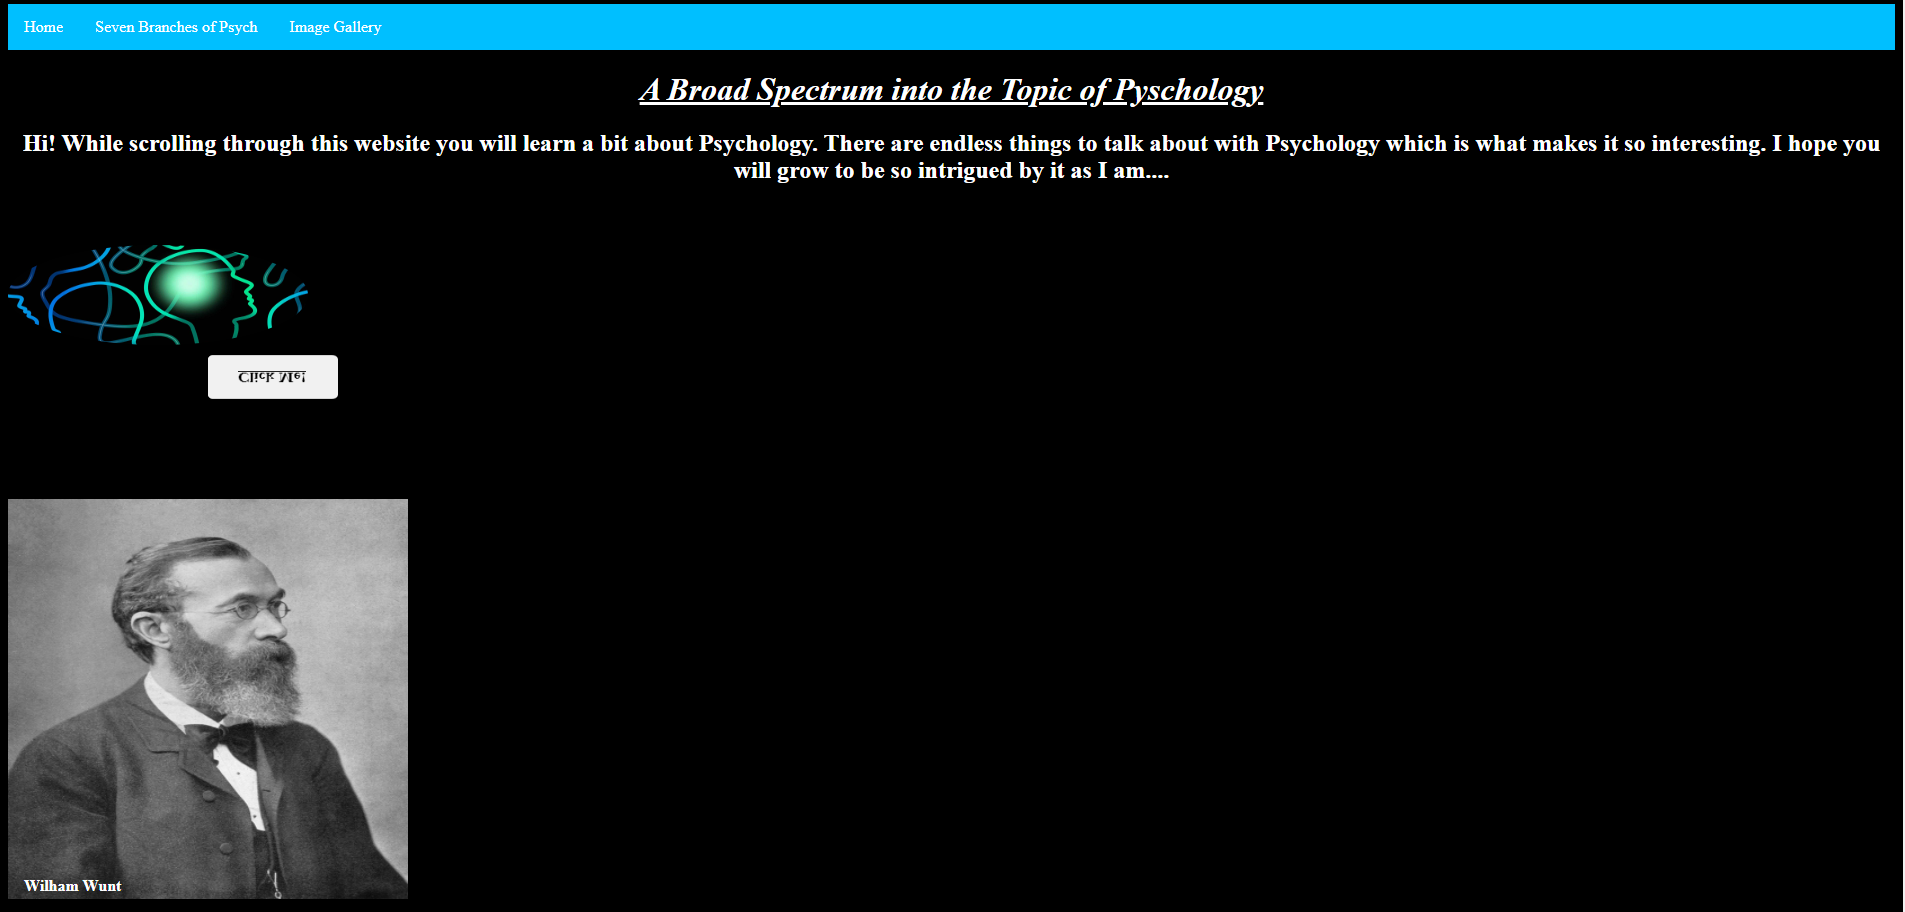 Home Seven Branches of Psych Image Gallery
A Broad Spectrum into the Topic of Pyschology
Hi! While scrolling through this website you will learn a bit about Psychology. There are endless things to talk about with Psychology which is what makes it so interesting. I hope you
will grow to be so intrigued by it as I am....
Click Me!
Wilham Wunt